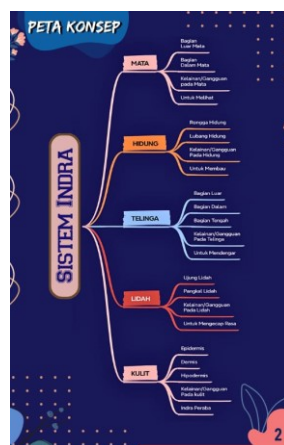 PETA KONSEP
SISTEM INDRA
MATA
Bagian
Luar Mata
Bagian
Dalam Mata
Kelainan/Gangguan
pada Mata
Untuk Melihat
HIDUNG
Rongga Hidung
Lubang Hidung
Kelainan/Gangguan
Pada Hidung
Untuk Membau
TELINGA
Bagian Luar
Bagian Dalam
Bagian Tengah
Kelainan/Gangguan
Pada Telinga
Untuk Mendengar
LIDAH
Ujung Lidah
Pangkal Lidah
Kelainan/Gangguan
Pada Lidah
Untuk Mengecap Rasa
KULIT
Epidermis
Dermis
Hipodermis
Kelainan/Gangguan
Pada kulit
Indra Peraba
2